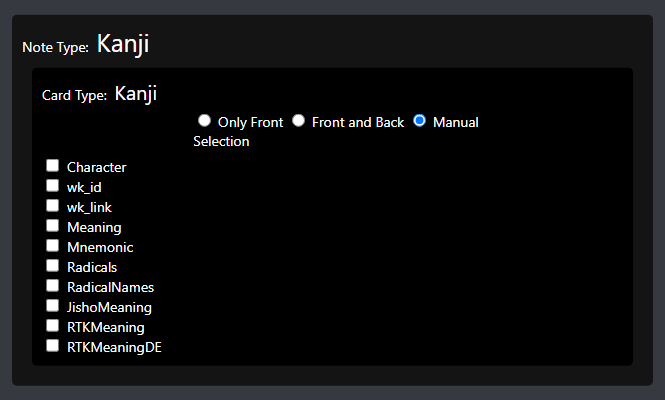 Note Type: Kanji
Card Type: Kanji
Only Front Front and Back Manual
Selection
Character
wk_id
wk_link
Meaning
Mnemonic
Radicals
RadicalNames
JishoMeaning
RTKMeaning
RTKMeaningDE